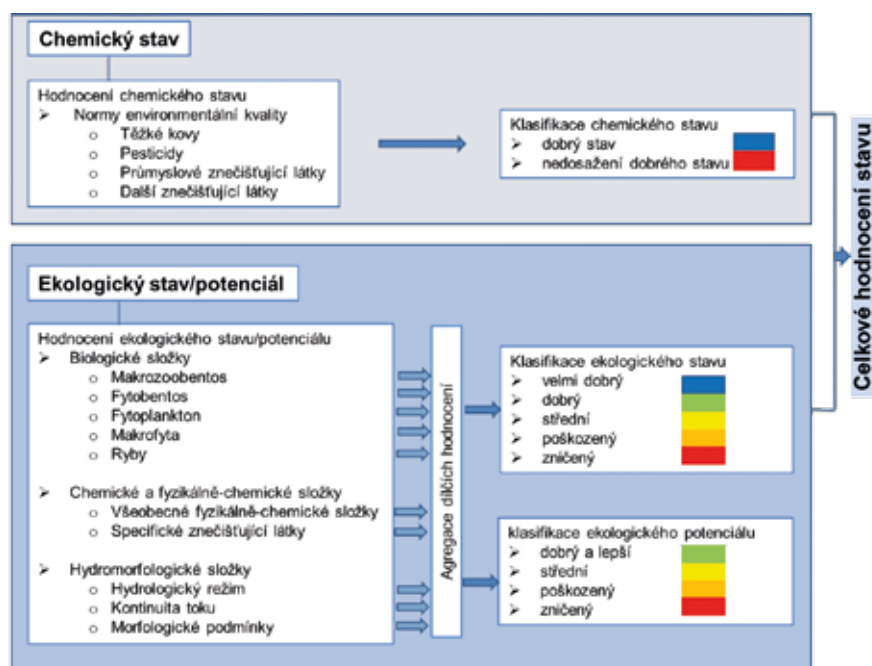 Chemický stav
Hodnocení chemického stavu
➢ Normy environmentální kvality
o Těžké kovy
o Pesticidy
o Průmyslové znečišťující látky
o Další znečišťující látky
Klasifikace chemického stavu
➢ dobrý stav
➢ nedosažení dobrého stavu
Ekologický stav/potenciál
Hodnocení ekologického stavu/potenciálu
➢ Biologické složky
o Makrozoobentos
o Fytobentos
o Fytoplankton
o Makrofyta
o Ryby
➢ Chemické a fyzikálně-chemické složky
o Všeobecné fyzikálně-chemické složky
o Specifické znečišťující látky
➢ Hydromorfologické složky
o Hydrologický režim
o Kontinuita toku
o Morfologické podmínky
Agregace dílčích hodnocení
Klasifikace ekologického stavu
➢ velmi dobrý
➢ dobrý
➢ střední
➢ poškozený
➢ zničený
klasifikace ekologického potenciálu
➢ dobrý a lepší
➢ střední
➢ poškozený
➢ zničený
Celkové hodnocení stavu